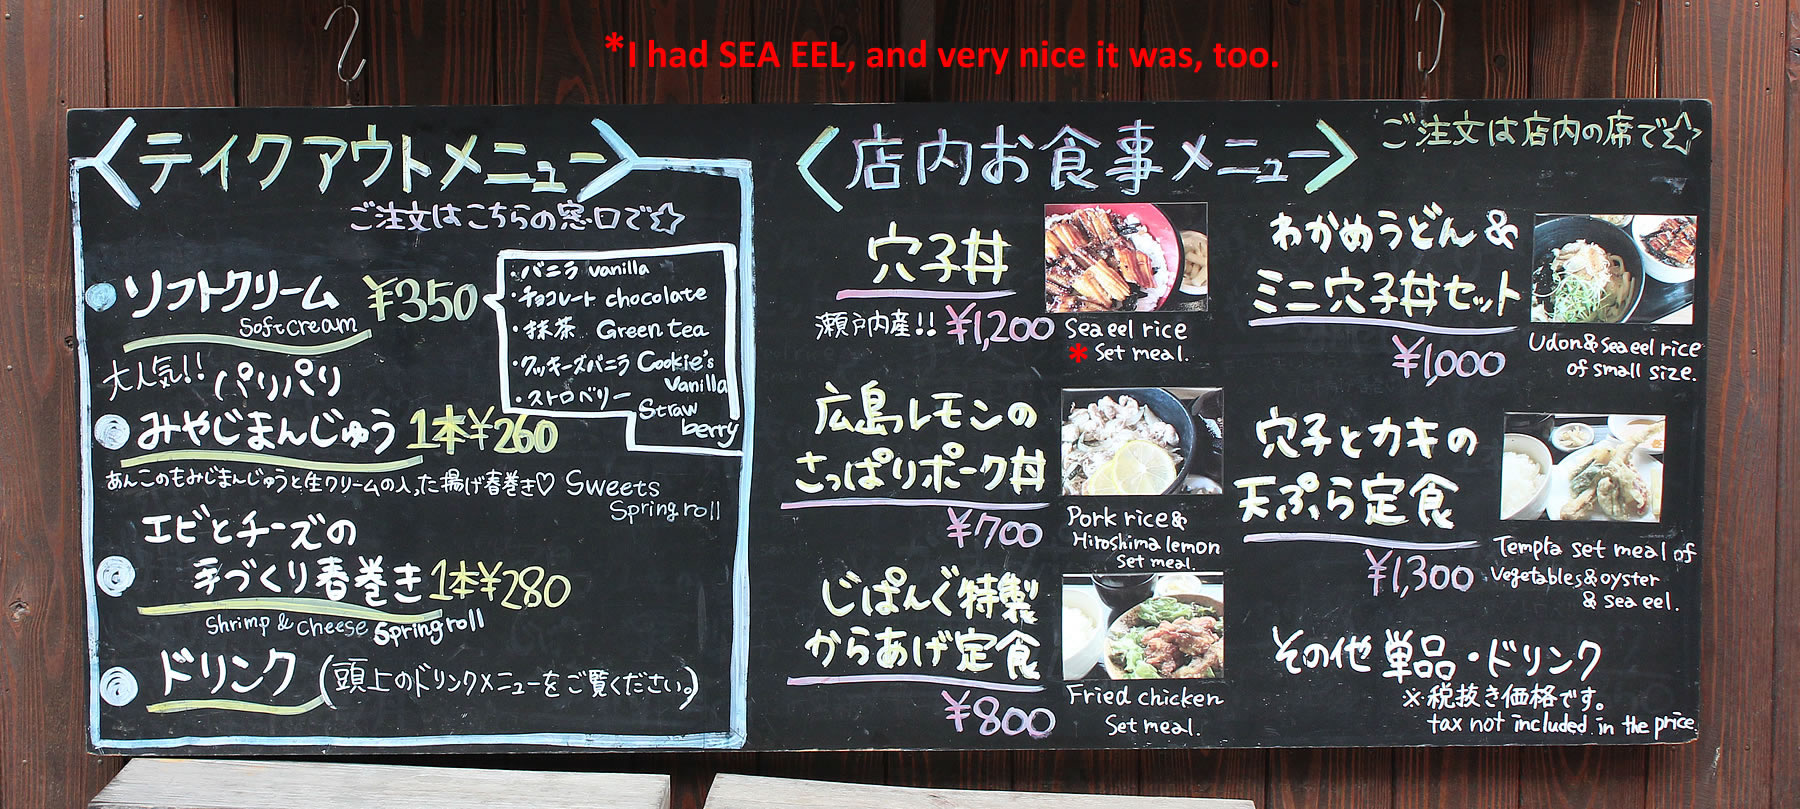 *I had SEA EEL, and very nice it was, too.
テイクアウトメニュー
ご注文はこちらの窓口で☆
ソフトクリーム ¥350
Soft cream
・バニラ vanilla
・チョコレート chocolate
・抹茶 Green tea
・クッキーズバニラ Cookie's
vanilla
・ストロベリー Straw
berry
大人気!! パリパリ
みやじまんじゅう 1本¥260
あんこのもみじまんじゅうと生クリームの入った揚げ春巻き♡ Sweets
Spring roll
エビとチーズの
手づくり春巻き 1本¥280
Shrimp & cheese Spring roll
ドリンク (頭上のドリンクメニューをご覧ください。)
店内お食事メニュー
ご注文は店内の席で☆
穴子丼
瀬戸内産!! ¥1,200
Sea eel rice
* Set meal.
広島レモンの
さっぱりポーク丼
¥700
Pork rice &
Hiroshima lemon
Set meal.
じぱんぐ特製
からあげ定食
¥800
Fried chicken
Set meal.
わかめうどん &
ミニ穴子丼セット
¥1,000
Udon & sea eel rice
of small size.
穴子とカキの
天ぷら定食
¥1,300
Tempta set meal of
Vegetables & oyster
& sea eel.
その他 単品・ドリンク
※税抜き価格です。
tax not included in the price